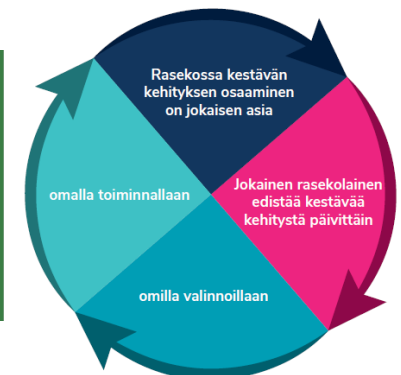 Rasekossa kestävän
kehityksen osaaminen
on jokaisen asia
Jokainen rasekolainen
edistää kestävää
kehitystä päivittäin
omilla valinnoillaan
omalla toiminnallaan